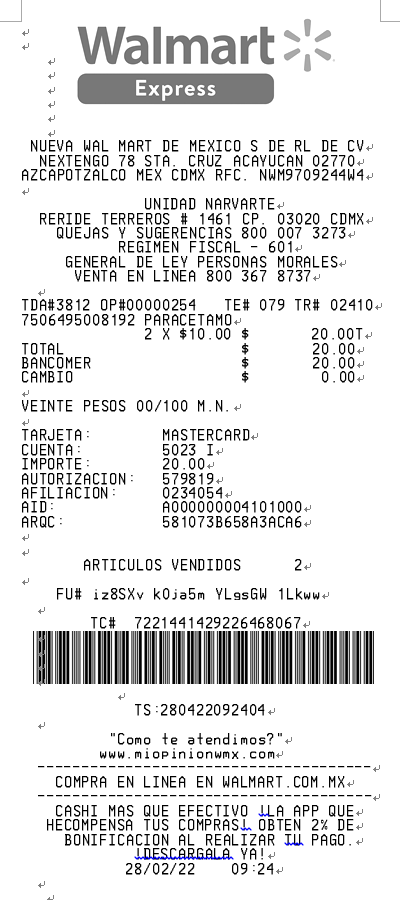 Walmart
Express
NUEVA WAL MART DE MEXICO S DE RL DE CV
NEXTENGO 78 STA. CRUZ ACAYUCAN 02770
AZCAPOTZALCO MEX CDMX RFC. NWM9709244W4
UNIDAD NARVARTE
RERIDE TERREROS # 1461 CP. 03020 CDMX
QUEJAS Y SUGERENCIAS 800 007 3273
REGIMEN FISCAL - 601
GENERAL DE LEY PERSONAS MORALES
VENTA EN LINEA 800 367 8737
TDA#3812 OP#00000254 TE# 079 TR# 02410
7506495008192 PARACETAMO
2 X $10.00 $ 20.00T
TOTAL $ 20.00
BANCOMER $ 20.00
CAMBIO $ 0.00
VEINTE PESOS 00/100 M.N.
TARJETA: MASTERCARD
CUENTA: 5023 I
IMPORTE: 20.00
AUTORIZACION: 579819
AFILIACION: 0234054
AID: A000000004101000
ARQC: 581073B658A3ACA6
ARTICULOS VENDIDOS 2
FU# iz8SXv kOja5m YLgsGW 1Lkww
TC# 7221441429226468067
TS:280422092404
"Como te atendimos?"
www.miopinionwmx.com
COMPRA EN LINEA EN WALMART.COM.MX
CASHI MAS QUE EFECTIVO !LA APP QUE
HECOMPENSA TUS COMPRAS! OBTEN 2% DE
BONIFICACION AL REALIZAR TU PAGO.
!DESCARGALA YA!
28/02/22 09:24